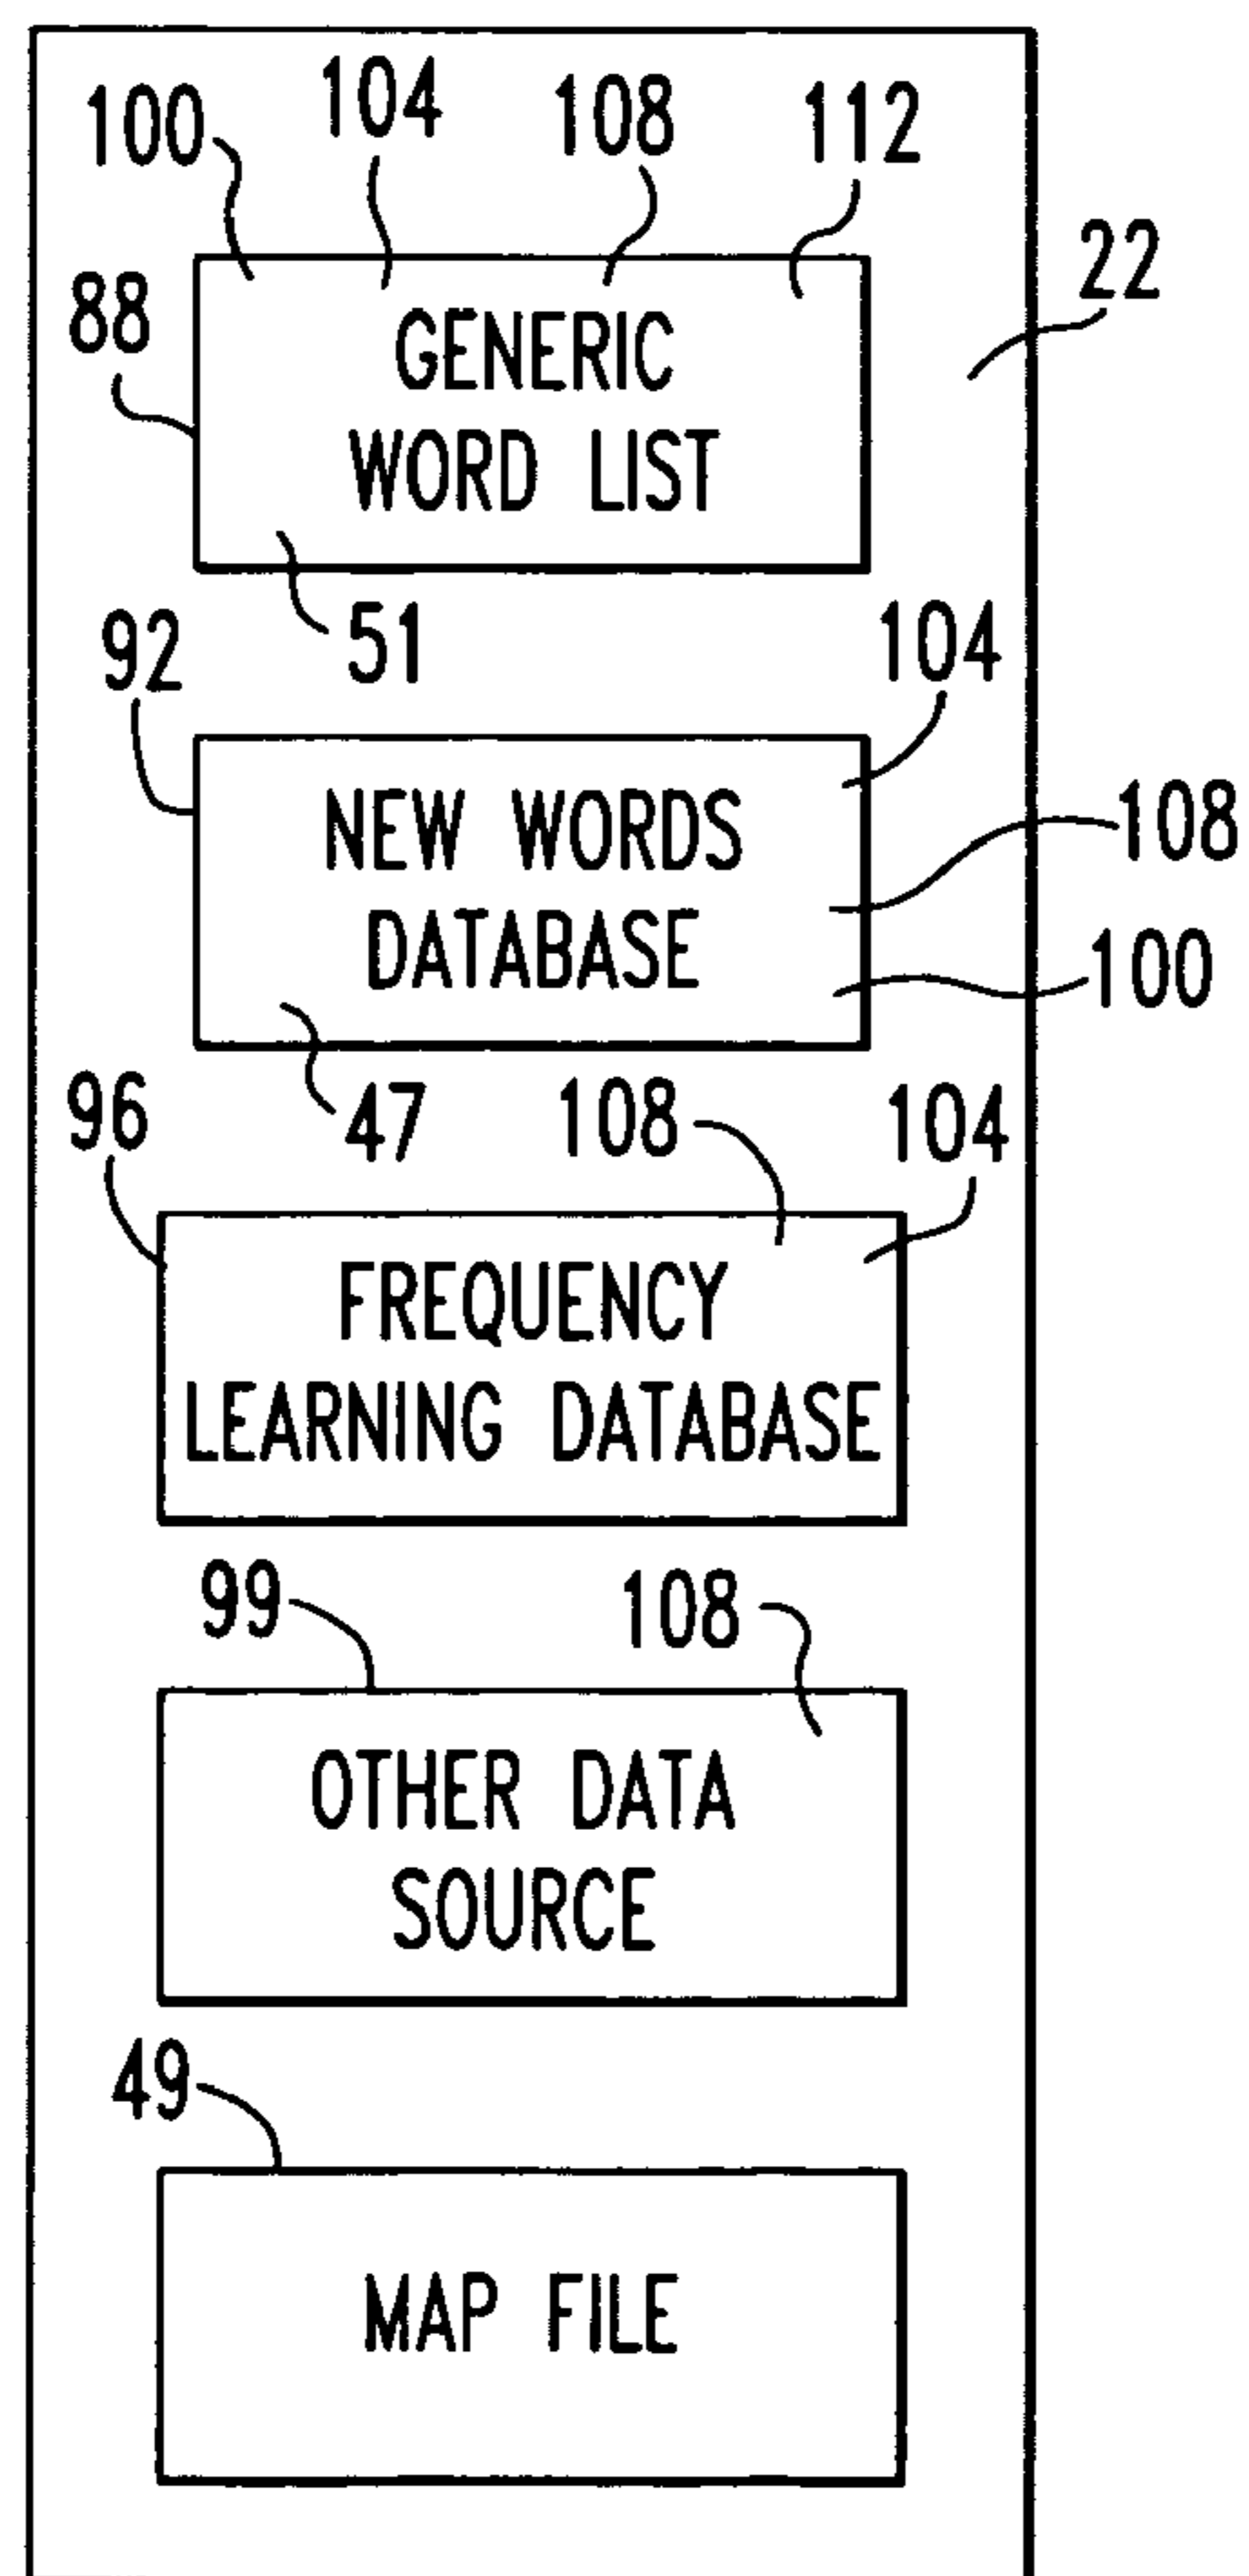 100 104 108 112
88
22
GENERIC
WORD LIST
51
92
104
NEW WORDS
DATABASE
108
100
47
96
108
104
FREQUENCY
LEARNING DATABASE
99
108
OTHER DATA
SOURCE
49
MAP FILE